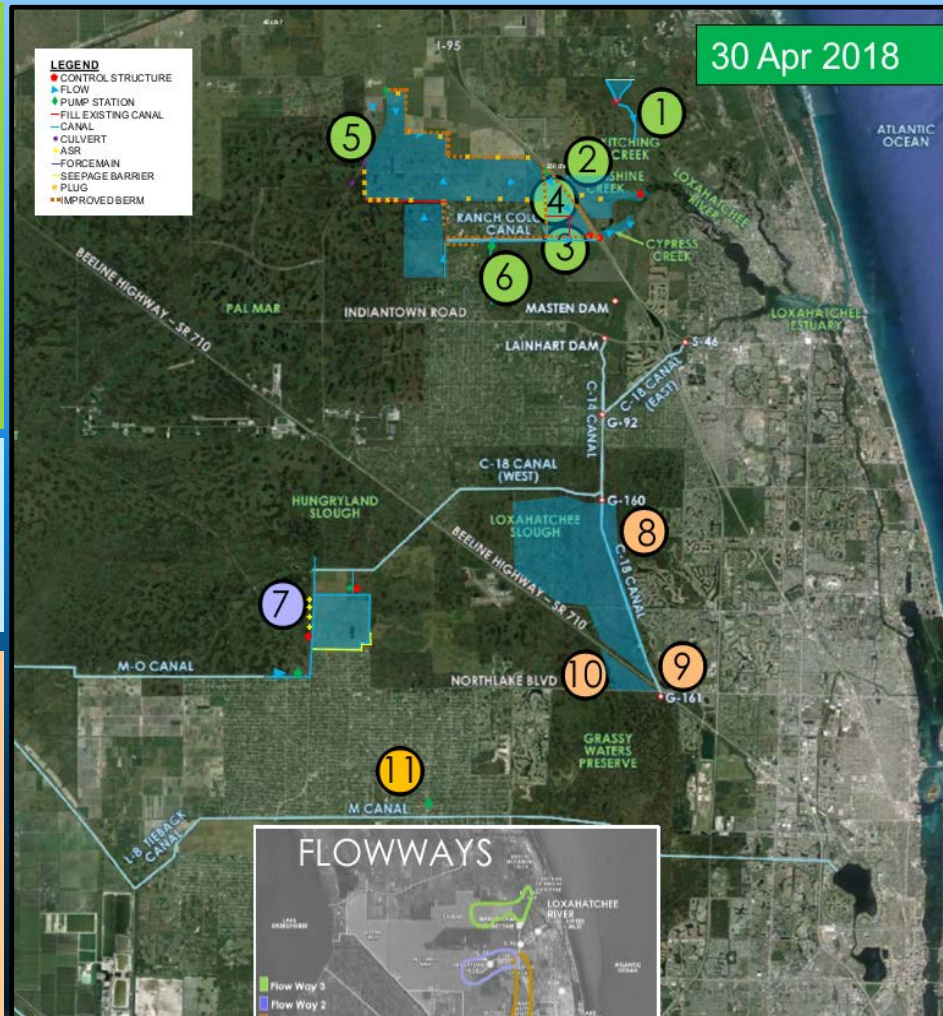 30 Apr 2018
I-95
LEGEND
CONTROL STRUCTURE
FLOW
PUMP STATION
FILL EXISTING CANAL
CANAL
CULVERT
ASR
FORCEMAIN
SEEPAGE BARRIER
PLUG
IMPROVED BERM
1
ATLANTIC
OCEAN
5
KITCHING
CREEK
2
NSHINE
CREEK
LOXAHATCHEE
RIVER
4
RANCH COLO
CANAL
3
CYPRESS
CREEK
6
BEELINE HIGHWAY – SR 710
PAL MAR
INDIANTOWN ROAD
MASTEN DAM
LOXAHATCHEE
ESTUARY
LAINHART DAM
S-46
C-14 CANAL
C-18 CANAL
(EAST)
G-92
C-18 CANAL
(WEST)
HUNGRYLAND
SLOUGH
LOXAHATCHEE
SLOUGH
G-160
8
C-18 CANAL
BEELINE HIGHWAY – SR 710
7
M-O CANAL
NORTHLAKE BLVD
10
9
G-161
GRASSY
WATERS
PRESERVE
11
M CANAL
L-8 TIEBACK
CANAL
FLOWWAYS
LOXAHATCHEE
RIVER
ATLANTIC
OCEAN
Flow Way 3
Flow Way 2